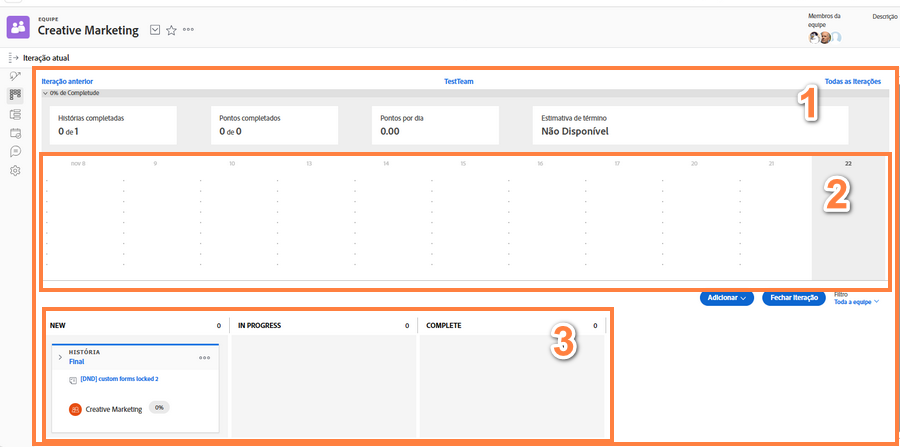 EQUIPE
Creative Marketing
Membros da
equipe
Descrição
Iteração atual
Iteração anterior
TestTeam
Todas as Iterações
0% de Completude
1
Histórias completadas
0 de 1
Pontos completados
0 de 0
Pontos por dia
0.00
Estimativa de término
Não Disponível
nov 8
9
10
13
14
15
16
17
20
21
22
2
Adicionar
Fechar Iteração
Filtro
Toda a equipe
NEW
0
IN PROGRESS
0
COMPLETE
0
3
HISTÓRIA
Final
[DND] custom forms locked 2
Creative Marketing
0%